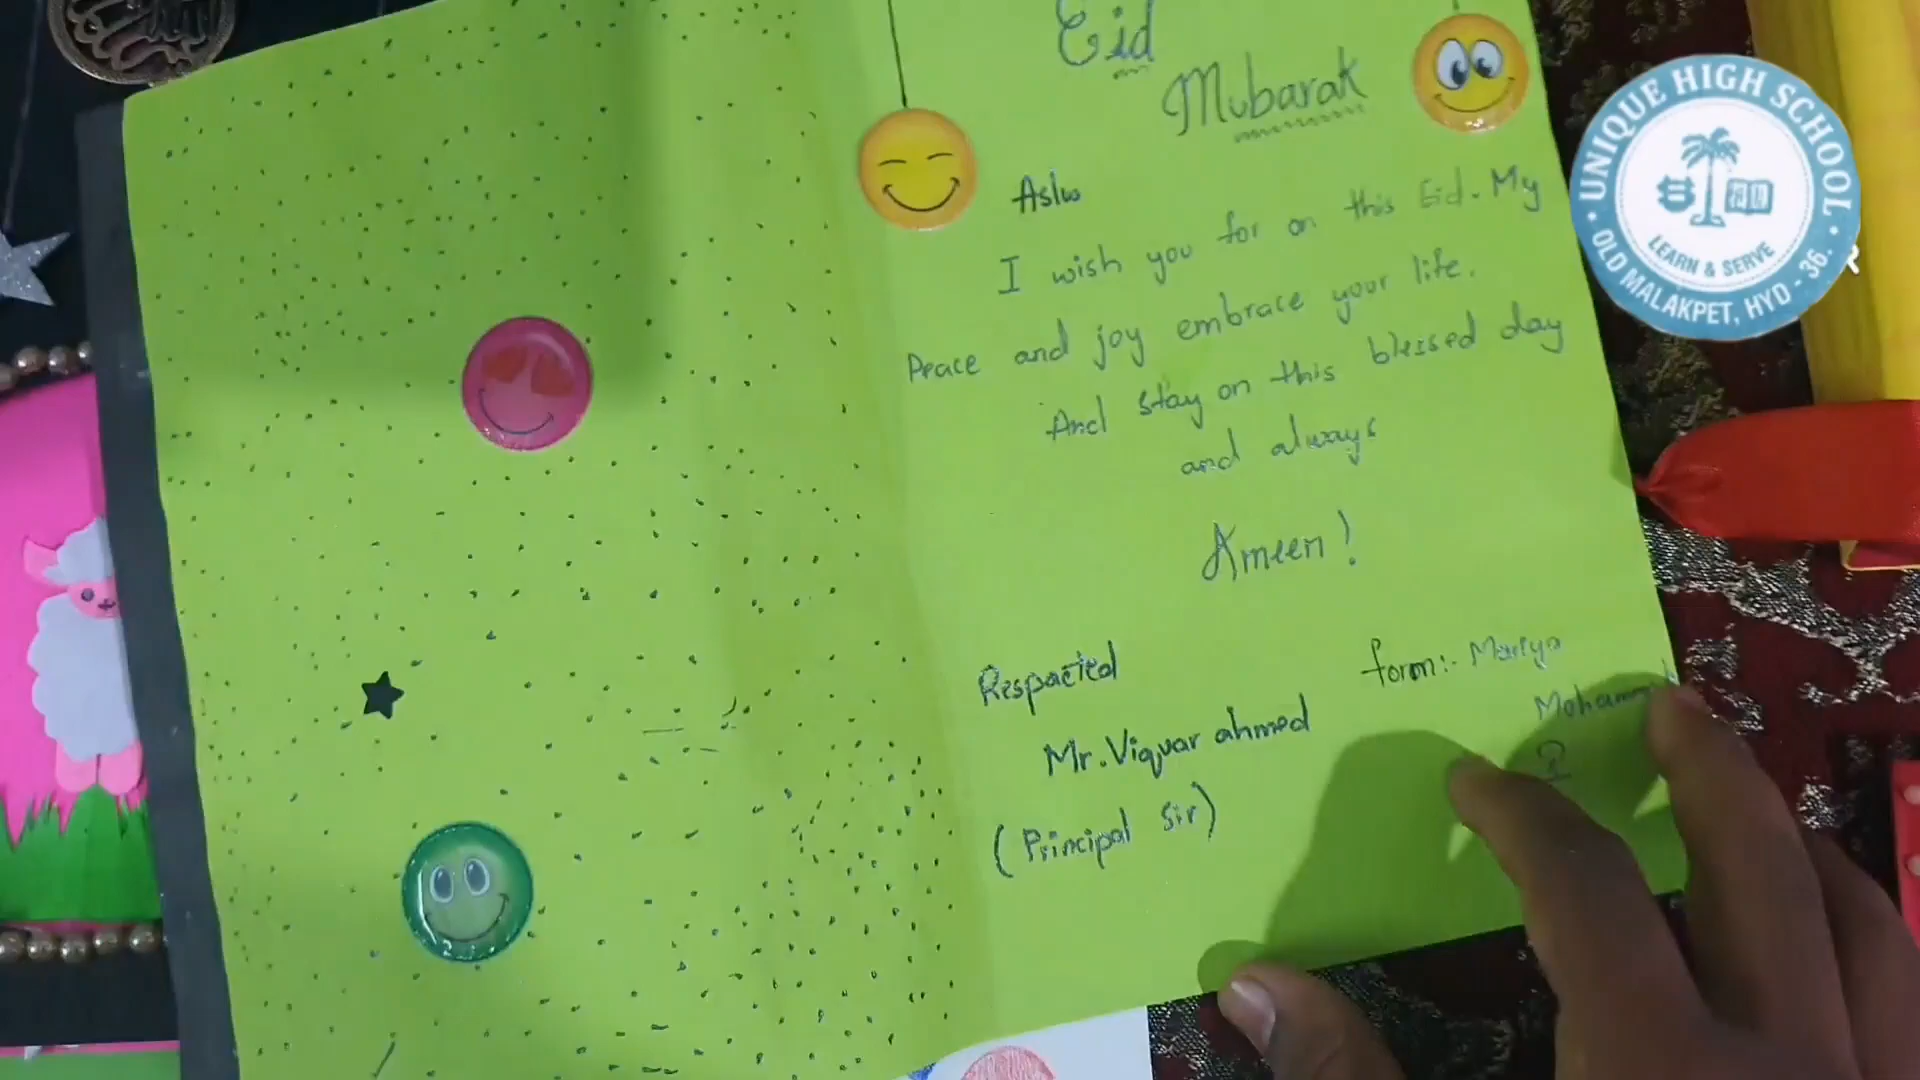 Eid
Mubarak
Aslw
I wish you for on this Eid. My
Peace and joy embrace your life.
And stay on this blessed day
and always
Ameen!
Respacted
Mr. Viquar ahmed
(Principal Sir)
form:- Mariya
UNIQUE HIGH SCHOOL
LEARN & SERVE
OLD MALAKPET, HYD - 36.